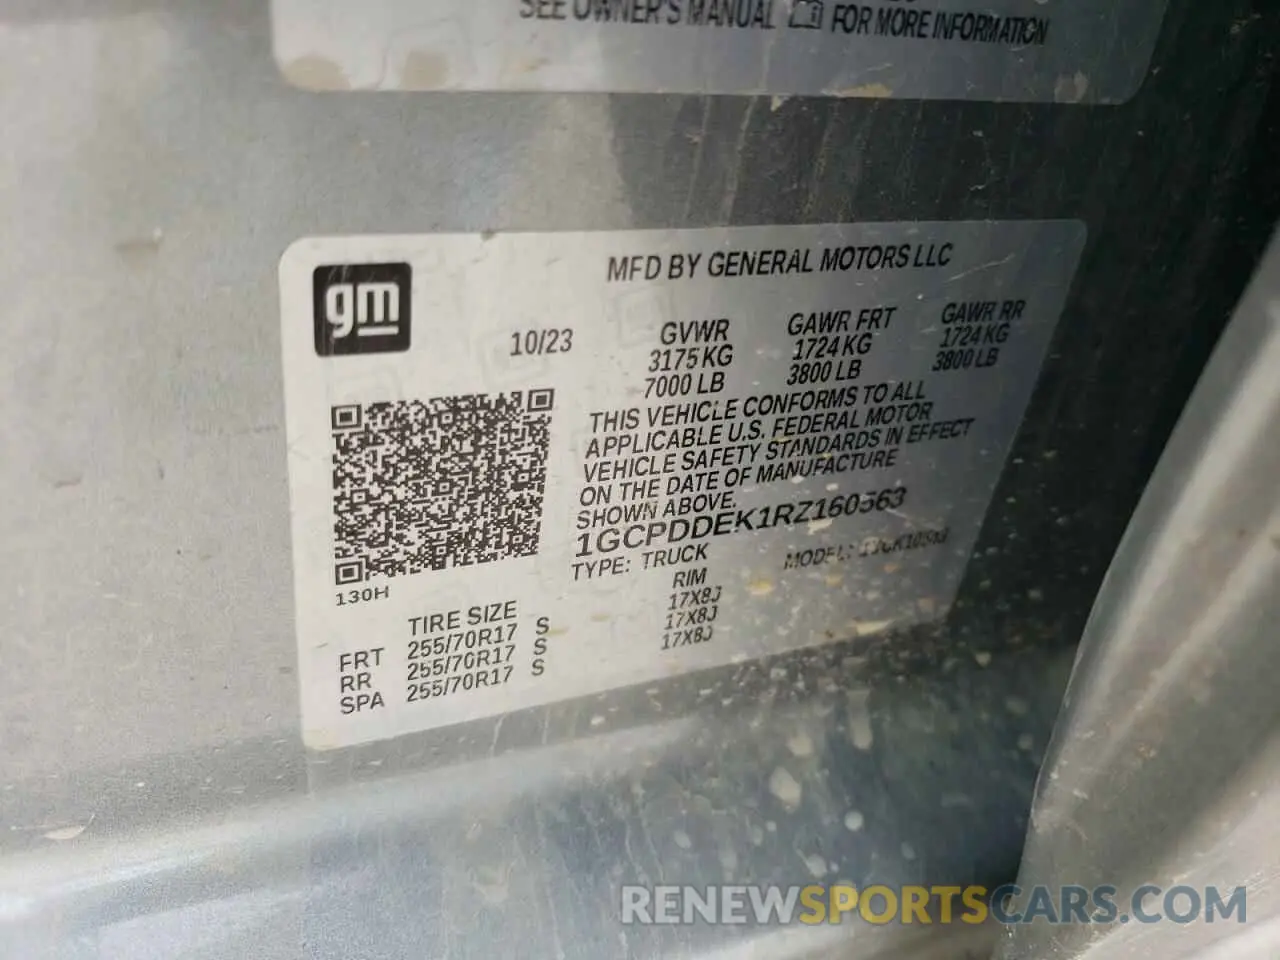 SEE OWNER'S MANUAL FOR MORE INFORMATION
gm
MFD BY GENERAL MOTORS LLC
10/23
GVWR
3175 KG
7000 LB
GAWR FRT
1724 KG
3800 LB
GAWR RR
1724 KG
3800 LB
THIS VEHICLE CONFORMS TO ALL
APPLICABLE U.S. FEDERAL MOTOR
VEHICLE SAFETY STANDARDS IN EFFECT
ON THE DATE OF MANUFACTURE
SHOWN ABOVE.
1GCPDDEK1RZ160563
TYPE: TRUCK
MODEL:
130H
TIRE SIZE
RIM
FRT 255/70R17 S 17X8J
RR 255/70R17 S 17X8J
SPA 255/70R17 S 17X8J
RENEWSPORTSCARS.COM